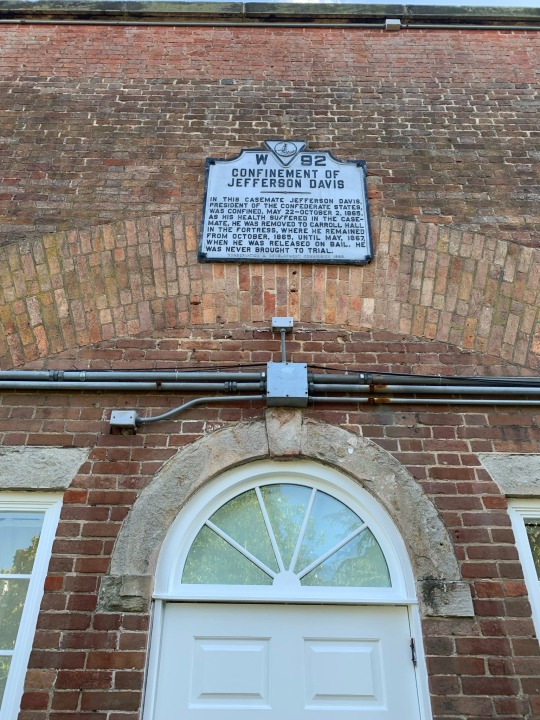 W 92
CONFINEMENT OF
JEFFERSON DAVIS
IN THIS CASEMATE JEFFERSON DAVIS,
PRESIDENT OF THE CONFEDERATE STATES,
WAS CONFINED, MAY 22-OCTOBER 2, 1865.
AS HIS HEALTH SUFFERED IN THE CASE-
MATE, HE WAS REMOVED TO CARROLL HALL
IN THE FORTRESS, WHERE HE REMAINED
FROM OCTOBER, 1865, UNTIL MAY, 1867,
WHEN HE WAS RELEASED ON BAIL. HE
WAS NEVER BROUGHT TO TRIAL.
CONSERVATION & DEVELOPMENT COMMISSION